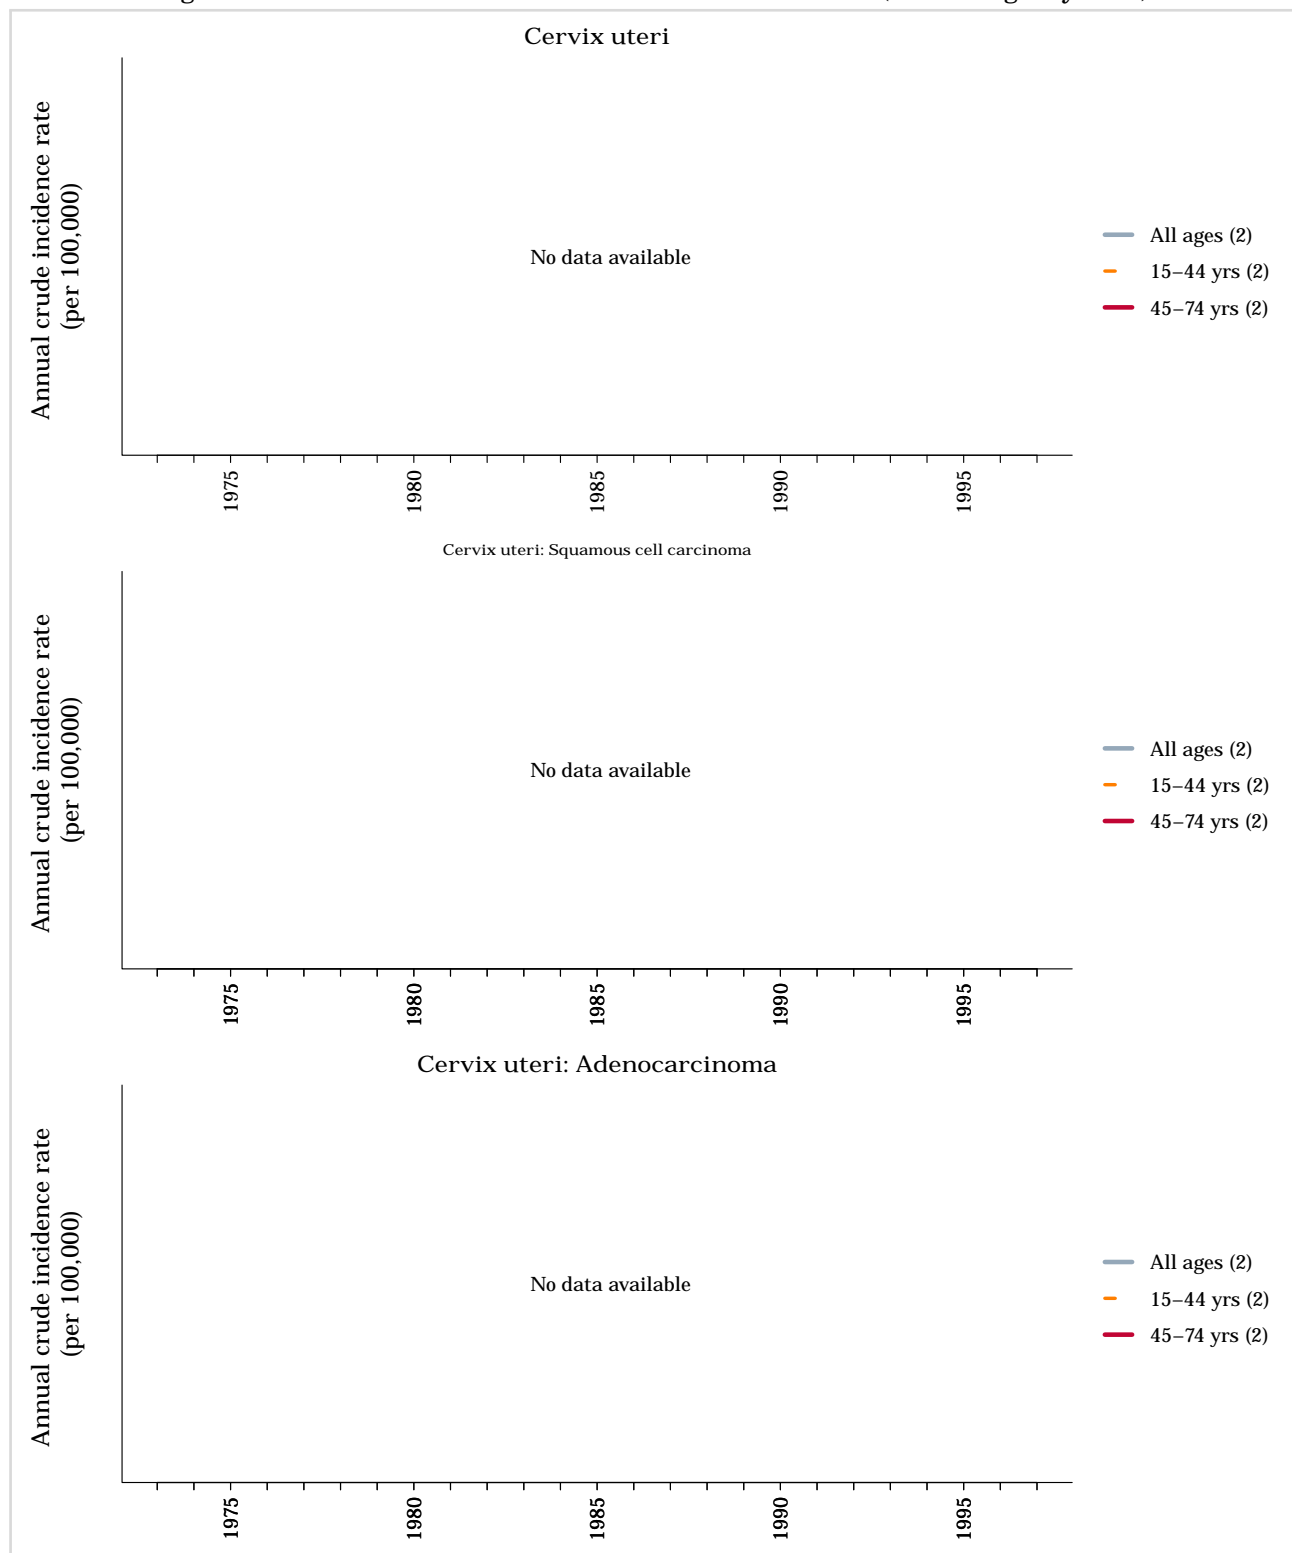 Cervix uteri
Annual crude incidence rate
(per 100,000)
No data available
All ages (2)
15–44 yrs (2)
45–74 yrs (2)
1975
1980
1985
1990
1995
Cervix uteri: Squamous cell carcinoma
Annual crude incidence rate
(per 100,000)
No data available
All ages (2)
15–44 yrs (2)
45–74 yrs (2)
1975
1980
1985
1990
1995
Cervix uteri: Adenocarcinoma
Annual crude incidence rate
(per 100,000)
No data available
All ages (2)
15–44 yrs (2)
45–74 yrs (2)
1975
1980
1985
1990
1995